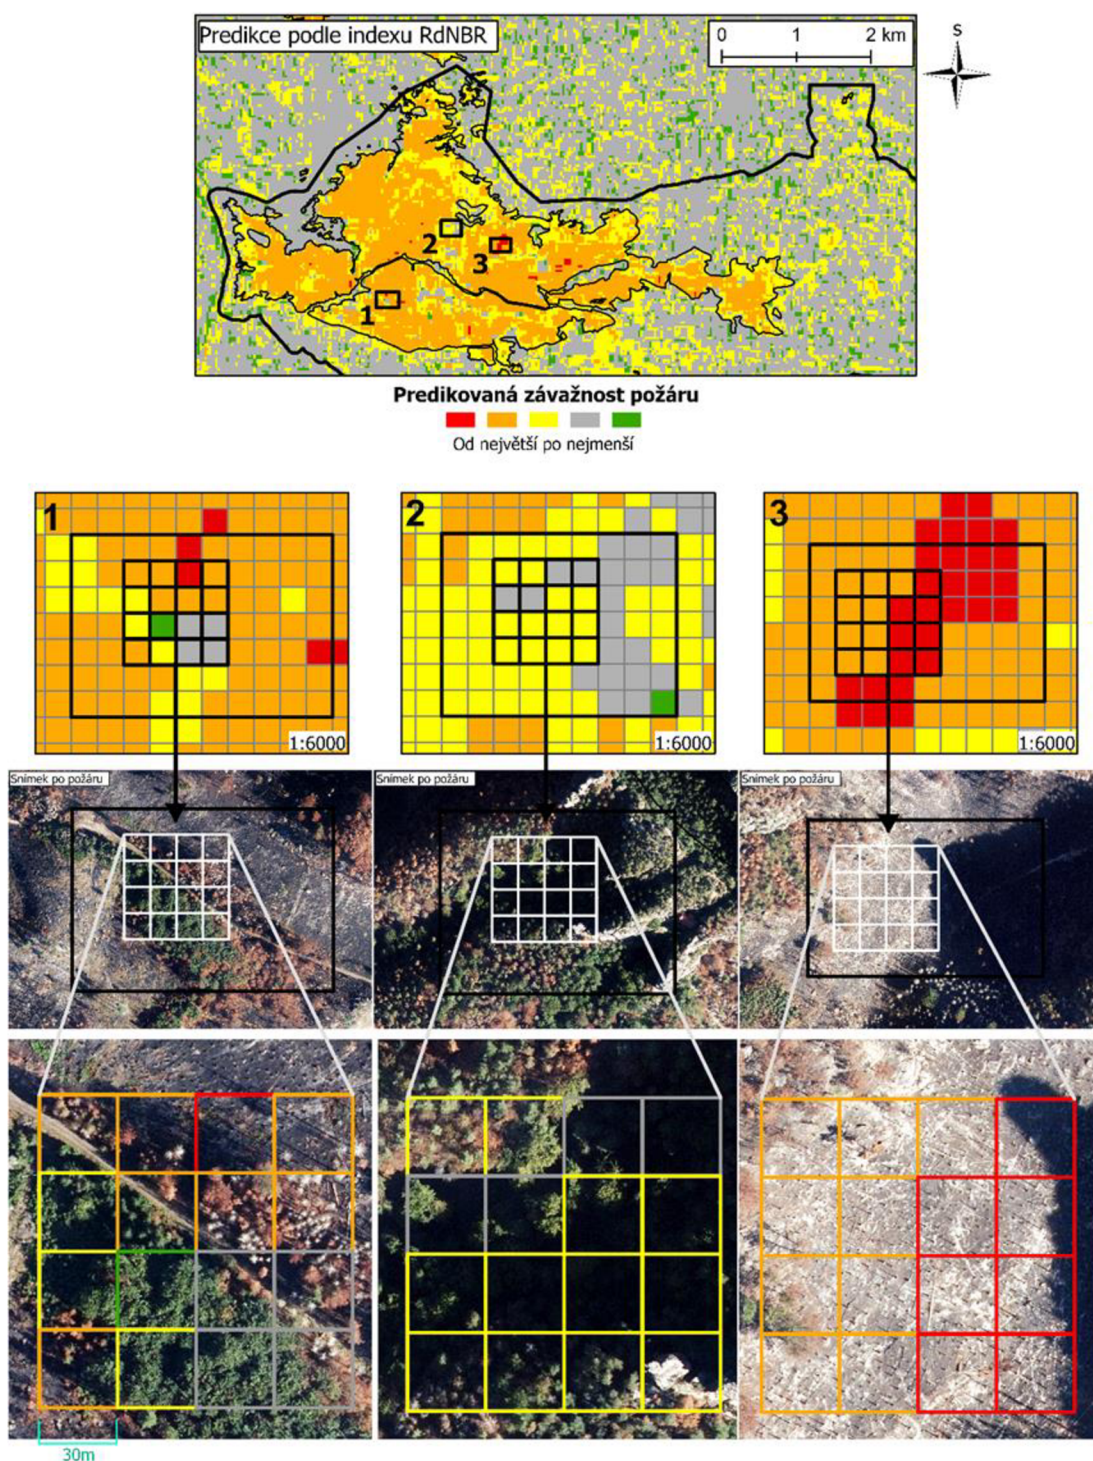 Predikce podle indexu RdNBR
0 1 2 km
S
2
3
1
Predikovaná závažnost požáru
Od největší po nejmenší
1
2
3
1:6000
1:6000
1:6000
Snímek po požáru
Snímek po požáru
Snímek po požáru
30m